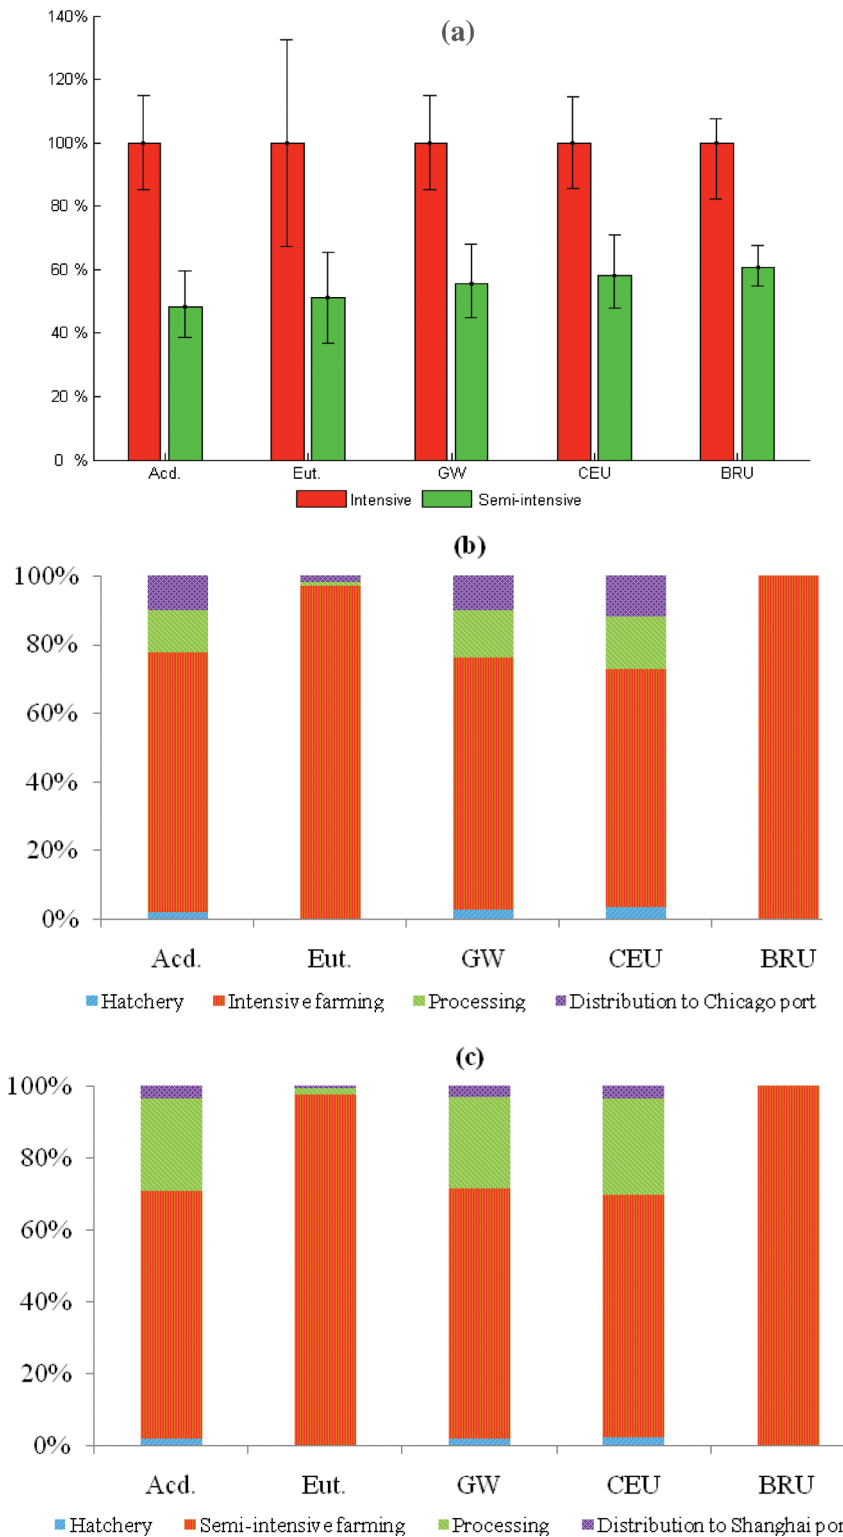 (a)
140%
120%
100%
80 %
60 %
40 %
20 %
0 %
Acd. Eut. GW CEU BRU
Intensive Semi-intensive
(b)
100%
80%
60%
40%
20%
0%
Acd. Eut. GW CEU BRU
Hatchery Intensive farming Processing Distribution to Chicago port
(c)
100%
80%
60%
40%
20%
0%
Acd. Eut. GW CEU BRU
Hatchery Semi-intensive farming Processing Distribution to Shanghai por